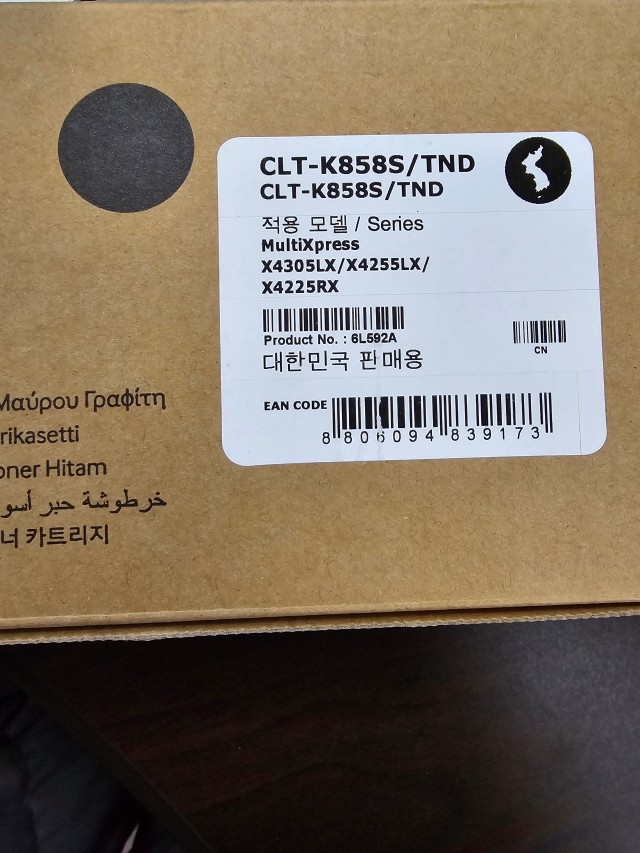 CLT-K858S/TND
CLT-K858S/TND
적용 모델 / Series
MultiXpress
X4305LX/X4255LX/
X4225RX
Product No. : 6L592A
CN
대한민국 판매용
EAN CODE
8 806094 839173
Μαύρου Γραφίτη
rikasetti
oner Hitam
خرطوشة حبر أسو
너 카트리지